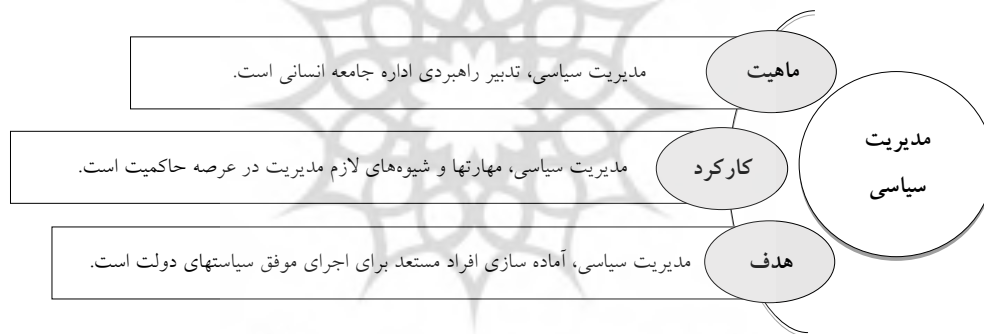 مدیریت
سیاسی
ماهیت
مدیریت سیاسی، تدبیر راهبردی اداره جامعه انسانی است.
کارکرد
مدیریت سیاسی، مهارتها و شیوه‌های لازم مدیریت در عرصه حاکمیت است.
هدف
مدیریت سیاسی، آماده سازی افراد مستعد برای اجرای موفق سیاستهای دولت است.